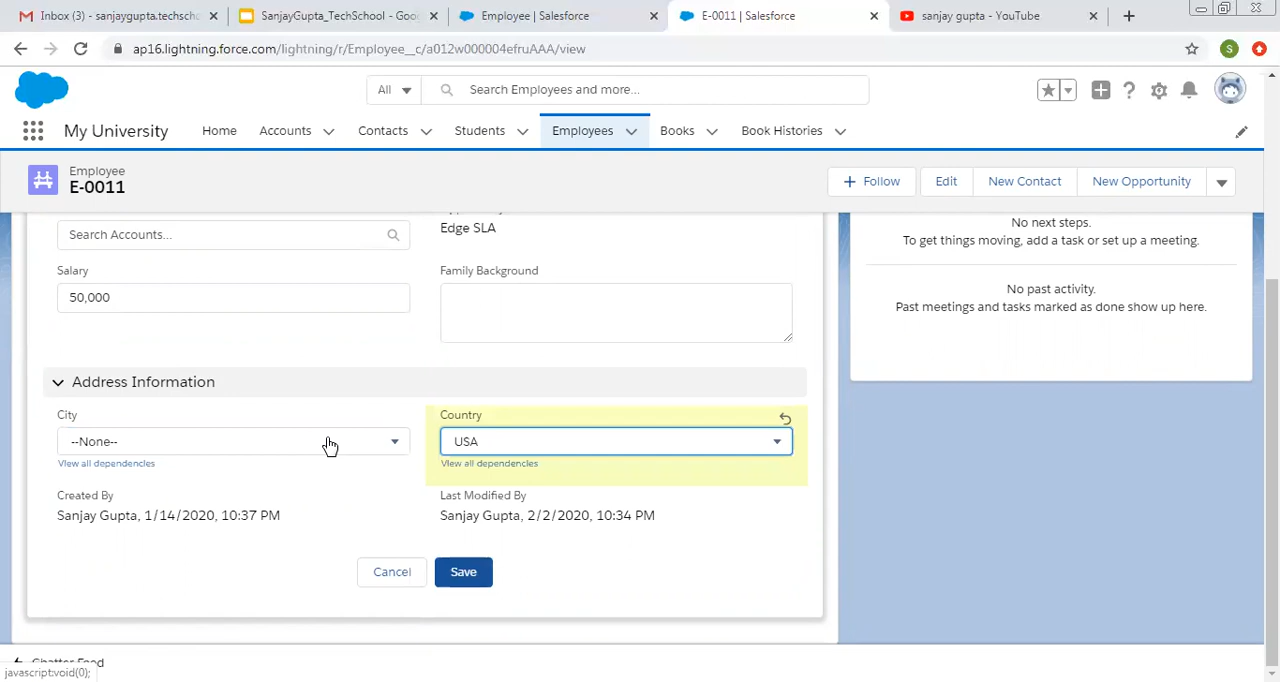 Inbox (3) - sanjaygupta.techscho
SanjayGupta_TechSchool - Goo
Employee | Salesforce
E-0011 | Salesforce
sanjay gupta - YouTube
ap16.lightning.force.com/lightning/r/Employee__c/a012w000004efruAAA/view
S
All
Search Employees and more...
My University
Home
Accounts
Contacts
Students
Employees
Books
Book Histories
Employee
E-0011
Follow
Edit
New Contact
New Opportunity
Search Accounts...
Edge SLA
Salary
50,000
Family Background
Address Information
City
--None--
View all dependencies
Country
USA
View all dependencies
Created By
Sanjay Gupta, 1/14/2020, 10:37 PM
Last Modified By
Sanjay Gupta, 2/2/2020, 10:34 PM
Cancel
Save
No next steps.
To get things moving, add a task or set up a meeting.
No past activity.
Past meetings and tasks marked as done show up here.
Chatter Feed
javascript:void(0);